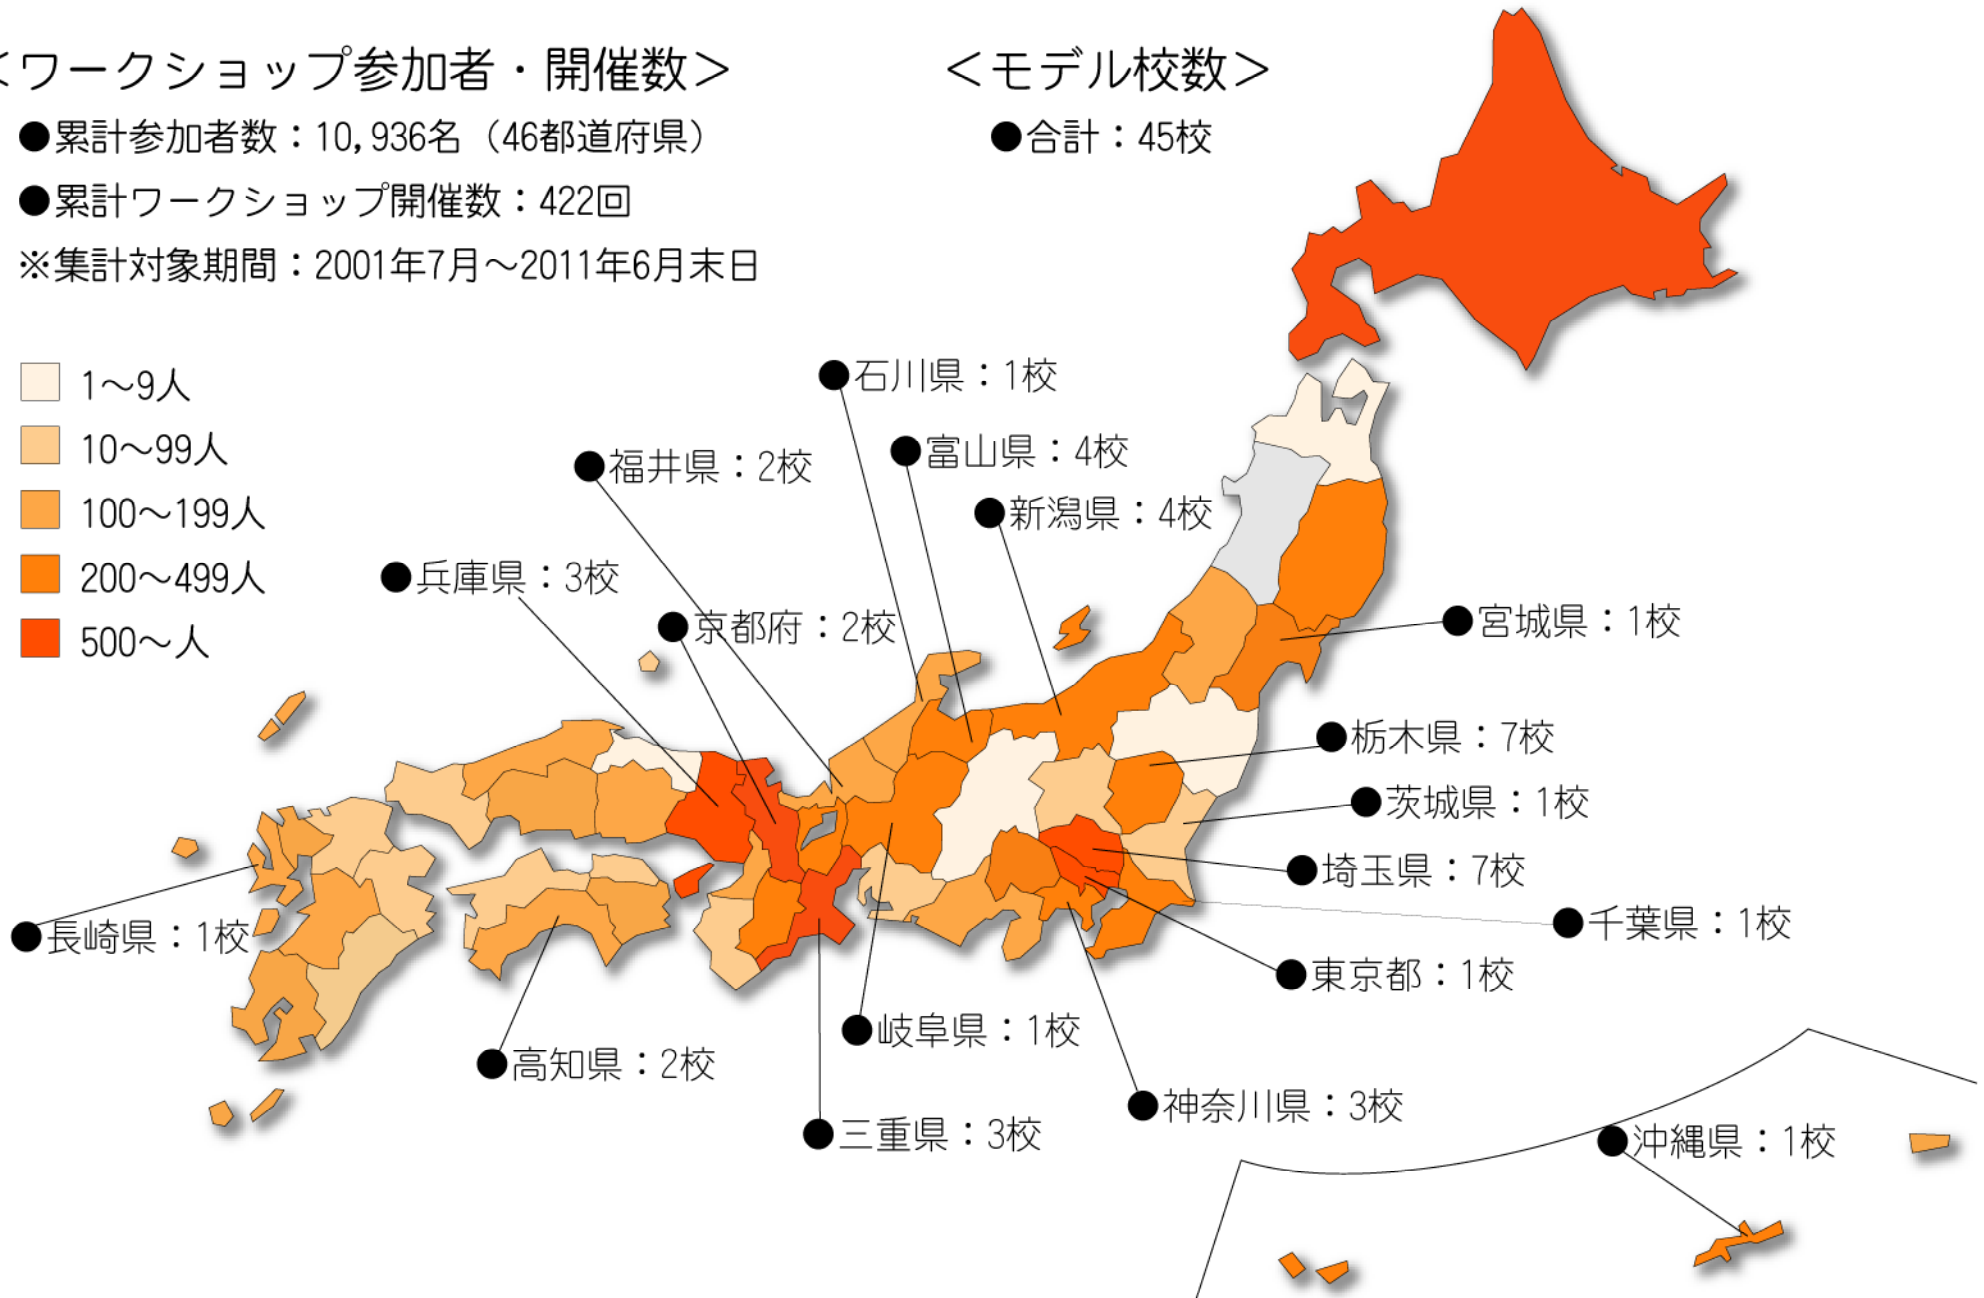 ＜ワークショップ参加者・開催数＞
●累計参加者数：10,936名（46都道府県）
●累計ワークショップ開催数：422回
※集計対象期間：2001年7月～2011年6月末日
＜モデル校数＞
●合計：45校
1～9人
10～99人
100～199人
200～499人
500～人
●石川県：1校
●富山県：4校
●福井県：2校
●新潟県：4校
●兵庫県：3校
●京都府：2校
●宮城県：1校
●栃木県：7校
●茨城県：1校
●埼玉県：7校
●千葉県：1校
●長崎県：1校
●東京都：1校
●岐阜県：1校
●高知県：2校
●神奈川県：3校
●三重県：3校
●沖縄県：1校